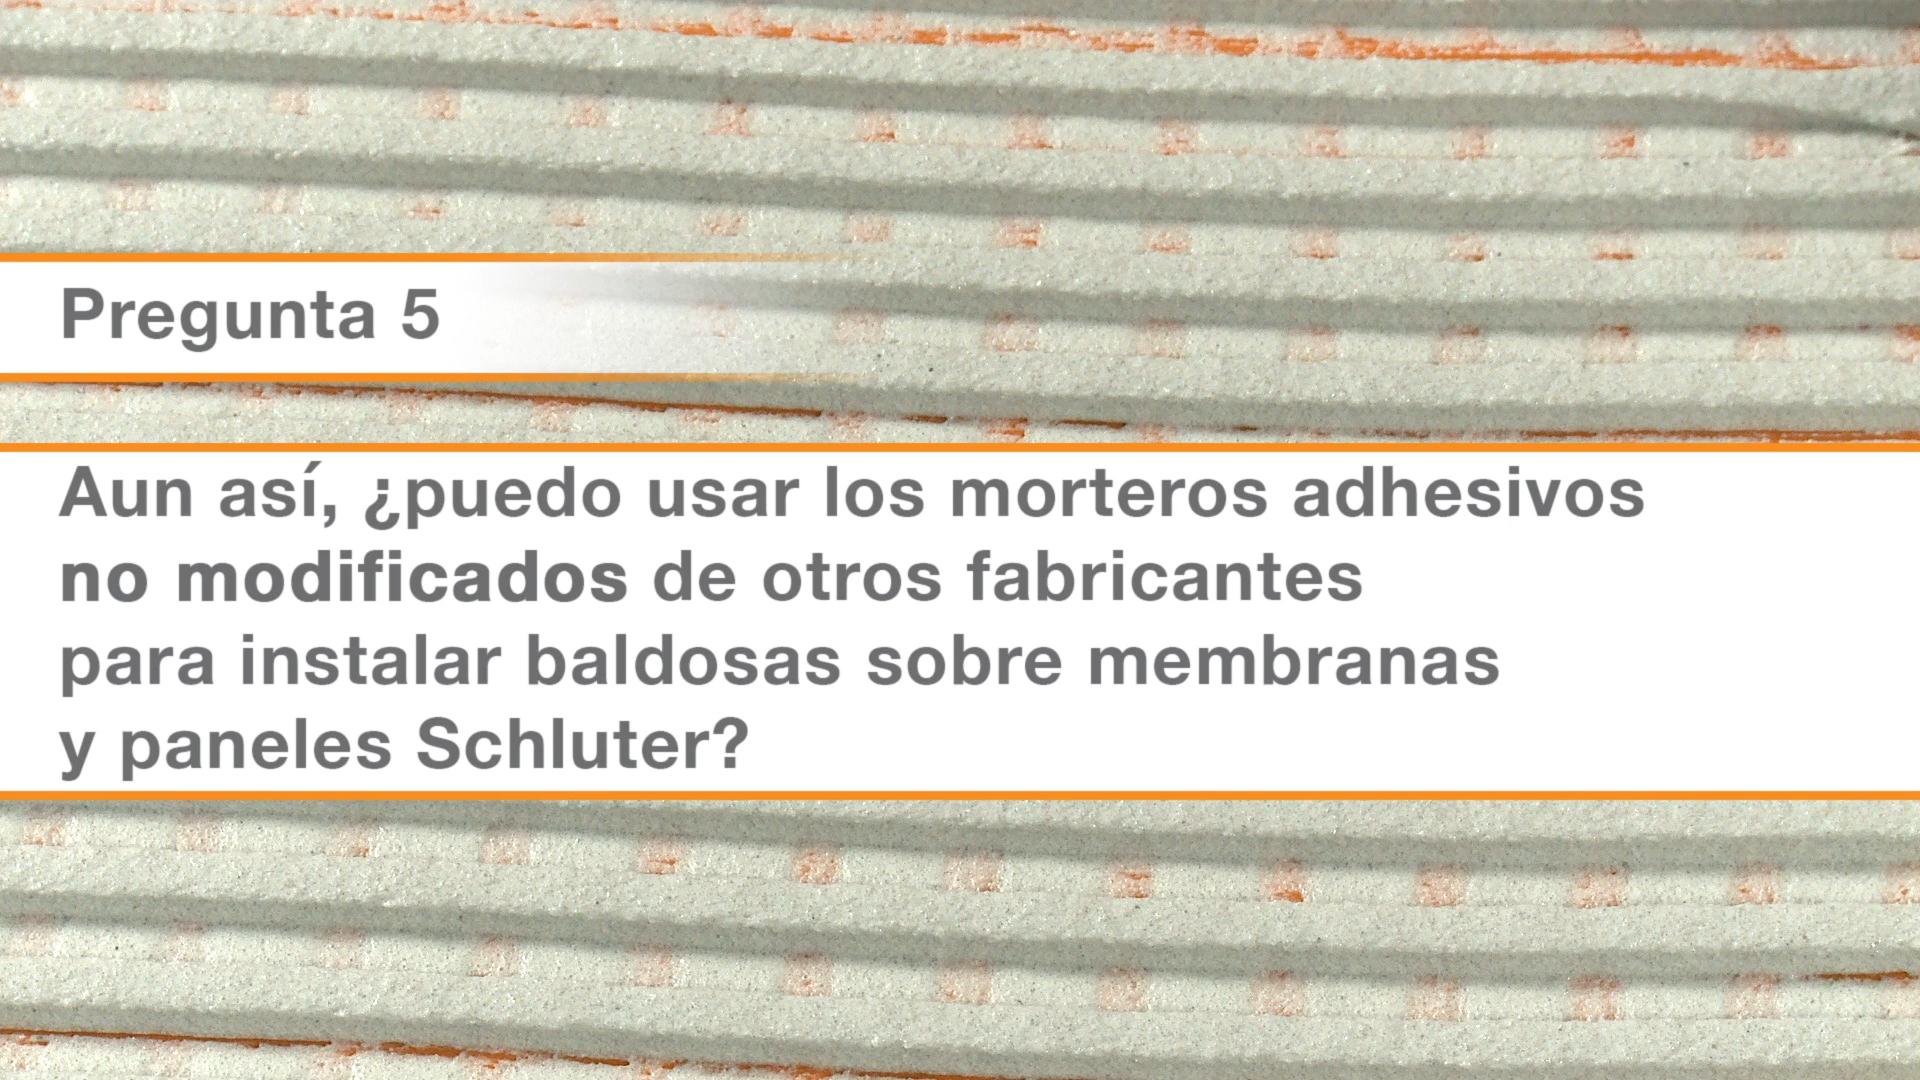 Pregunta 5
Aun así, ¿puedo usar los morteros adhesivos
no modificados de otros fabricantes
para instalar baldosas sobre membranas
y paneles Schluter?